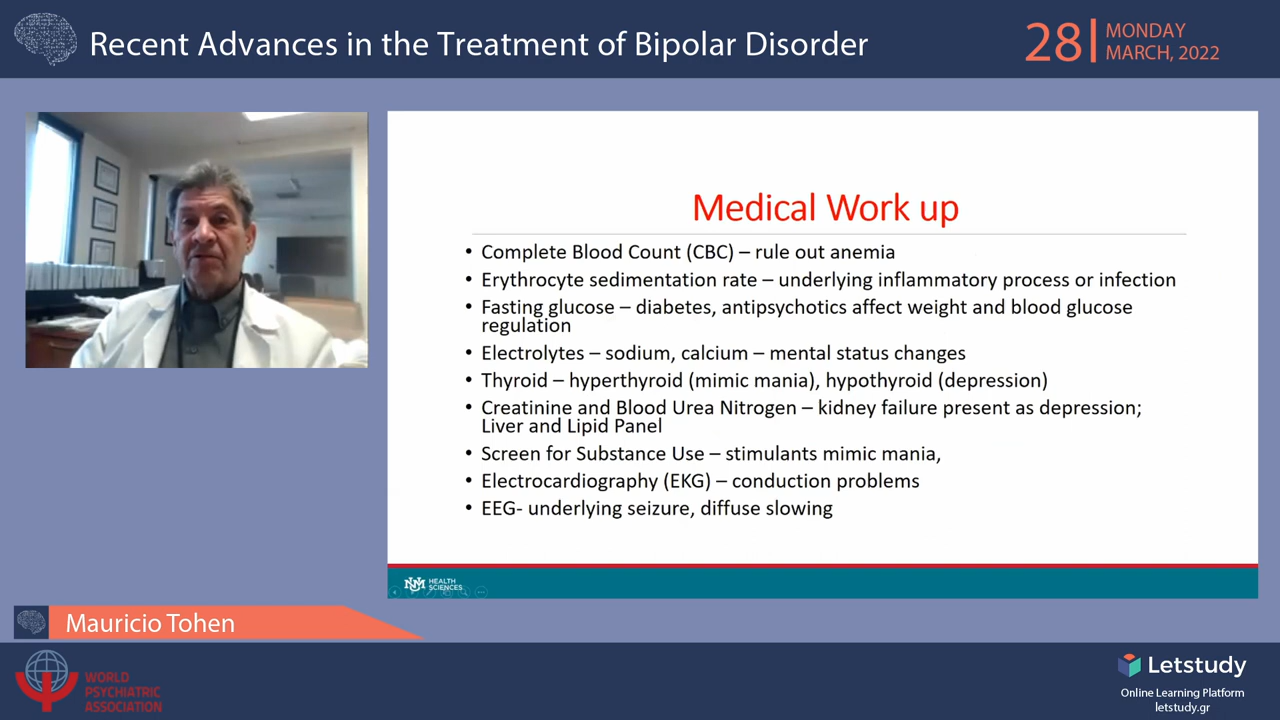 Recent Advances in the Treatment of Bipolar Disorder
28
MONDAY
MARCH, 2022
Medical Work up
• Complete Blood Count (CBC) – rule out anemia
• Erythrocyte sedimentation rate – underlying inflammatory process or infection
• Fasting glucose – diabetes, antipsychotics affect weight and blood glucose
regulation
• Electrolytes – sodium, calcium – mental status changes
• Thyroid – hyperthyroid (mimic mania), hypothyroid (depression)
• Creatinine and Blood Urea Nitrogen – kidney failure present as depression;
Liver and Lipid Panel
• Screen for Substance Use – stimulants mimic mania,
• Electrocardiography (EKG) – conduction problems
• EEG- underlying seizure, diffuse slowing
NM HEALTH
SCIENCES
Mauricio Tohen
WORLD
PSYCHIATRIC
ASSOCIATION
Letstudy
Online Learning Platform
letstudy.gr